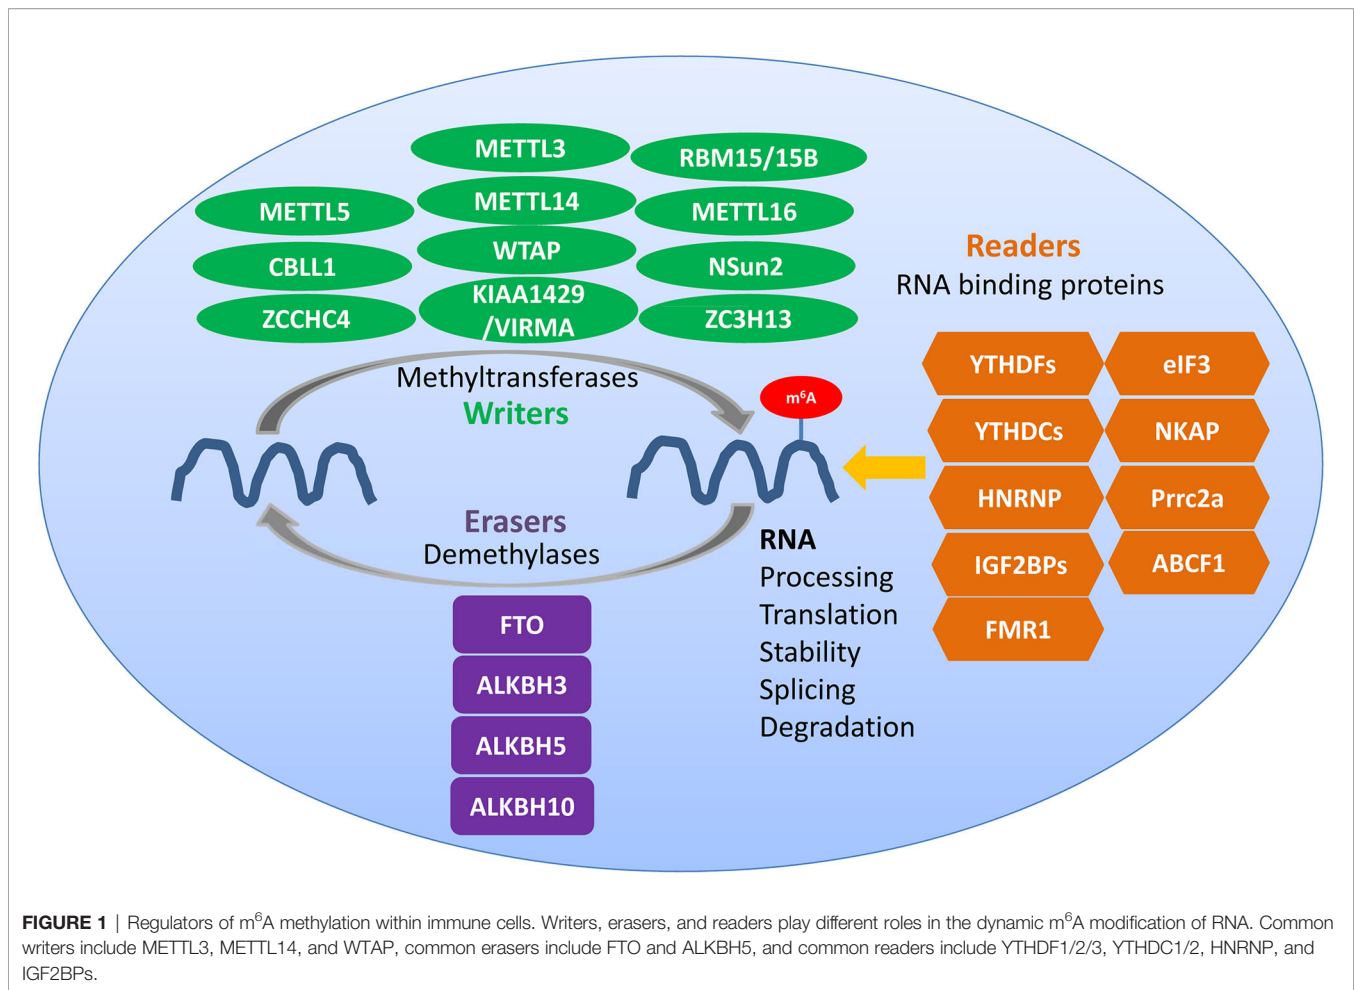 METTL3
RBM15/15B
METTL5
METTL14
METTL16
CBLL1
WTAP
NSun2
ZCCHC4
KIAA1429
/VIRMA
ZC3H13
Methyltransferases
Writers
m⁶A
Erasers
Demethylases
FTO
ALKBH3
ALKBH5
ALKBH10
RNA
Processing
Translation
Stability
Splicing
Degradation
Readers
RNA binding proteins
YTHDFs
eIF3
YTHDCs
NKAP
HNRNP
Prrc2a
IGF2BPs
ABCF1
FMR1
FIGURE 1 | Regulators of m⁶A methylation within immune cells. Writers, erasers, and readers play different roles in the dynamic m⁶A modification of RNA. Common
writers include METTL3, METTL14, and WTAP, common erasers include FTO and ALKBH5, and common readers include YTHDF1/2/3, YTHDC1/2, HNRNP, and
IGF2BPs.